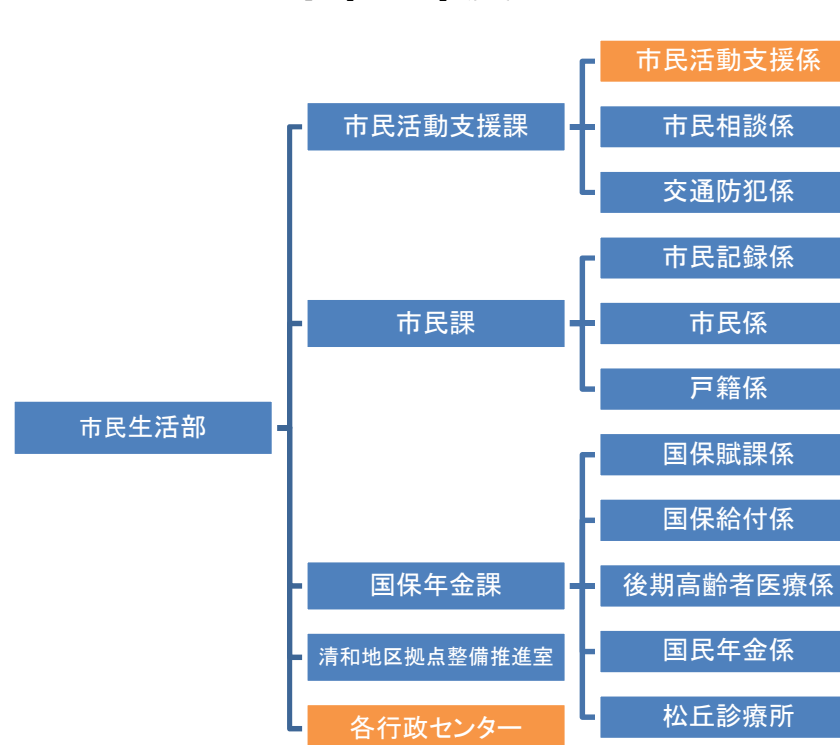 市民生活部
市民活動支援課
市民活動支援係
市民相談係
交通防犯係
市民課
市民記録係
市民係
戸籍係
国保年金課
国保賦課係
国保給付係
後期高齢者医療係
国民年金係
松丘診療所
清和地区拠点整備推進室
各行政センター